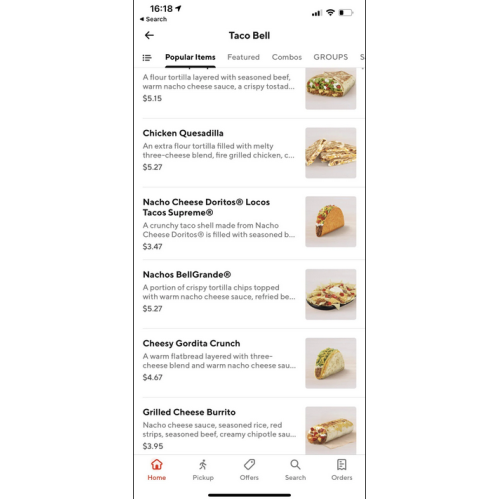 16:18
Search
Taco Bell
Popular Items Featured Combos GROUPS S
A flour tortilla layered with seasoned beef,
warm nacho cheese sauce, a crispy tostad...
$5.15
Chicken Quesadilla
An extra flour tortilla filled with melty
three-cheese blend, fire grilled chicken, c...
$5.27
Nacho Cheese Doritos® Locos
Tacos Supreme®
A crunchy taco shell made from Nacho
Cheese Doritos® is filled with seasoned b...
$3.47
Nachos BellGrande®
A portion of crispy tortilla chips topped
with warm nacho cheese sauce, refried be...
$5.27
Cheesy Gordita Crunch
A warm flatbread layered with three-
cheese blend and warm nacho cheese sau...
$4.67
Grilled Cheese Burrito
Nacho cheese sauce, seasoned rice, red
strips, seasoned beef, creamy chipotle sau...
$3.95
Home Pickup Offers Search Orders